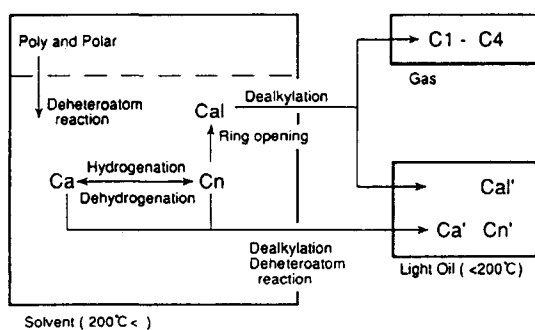 Poly and Polar
Deheteroatom
reaction
Cal
Dealkylation
Ring opening
Ca
Hydrogenation
Dehydrogenation
Cn
C1 - C4
Gas
Cal'
Ca' Cn'
Dealkylation
Deheteroatom
reaction
Light Oil ( <200℃)
Solvent ( 200℃ < )